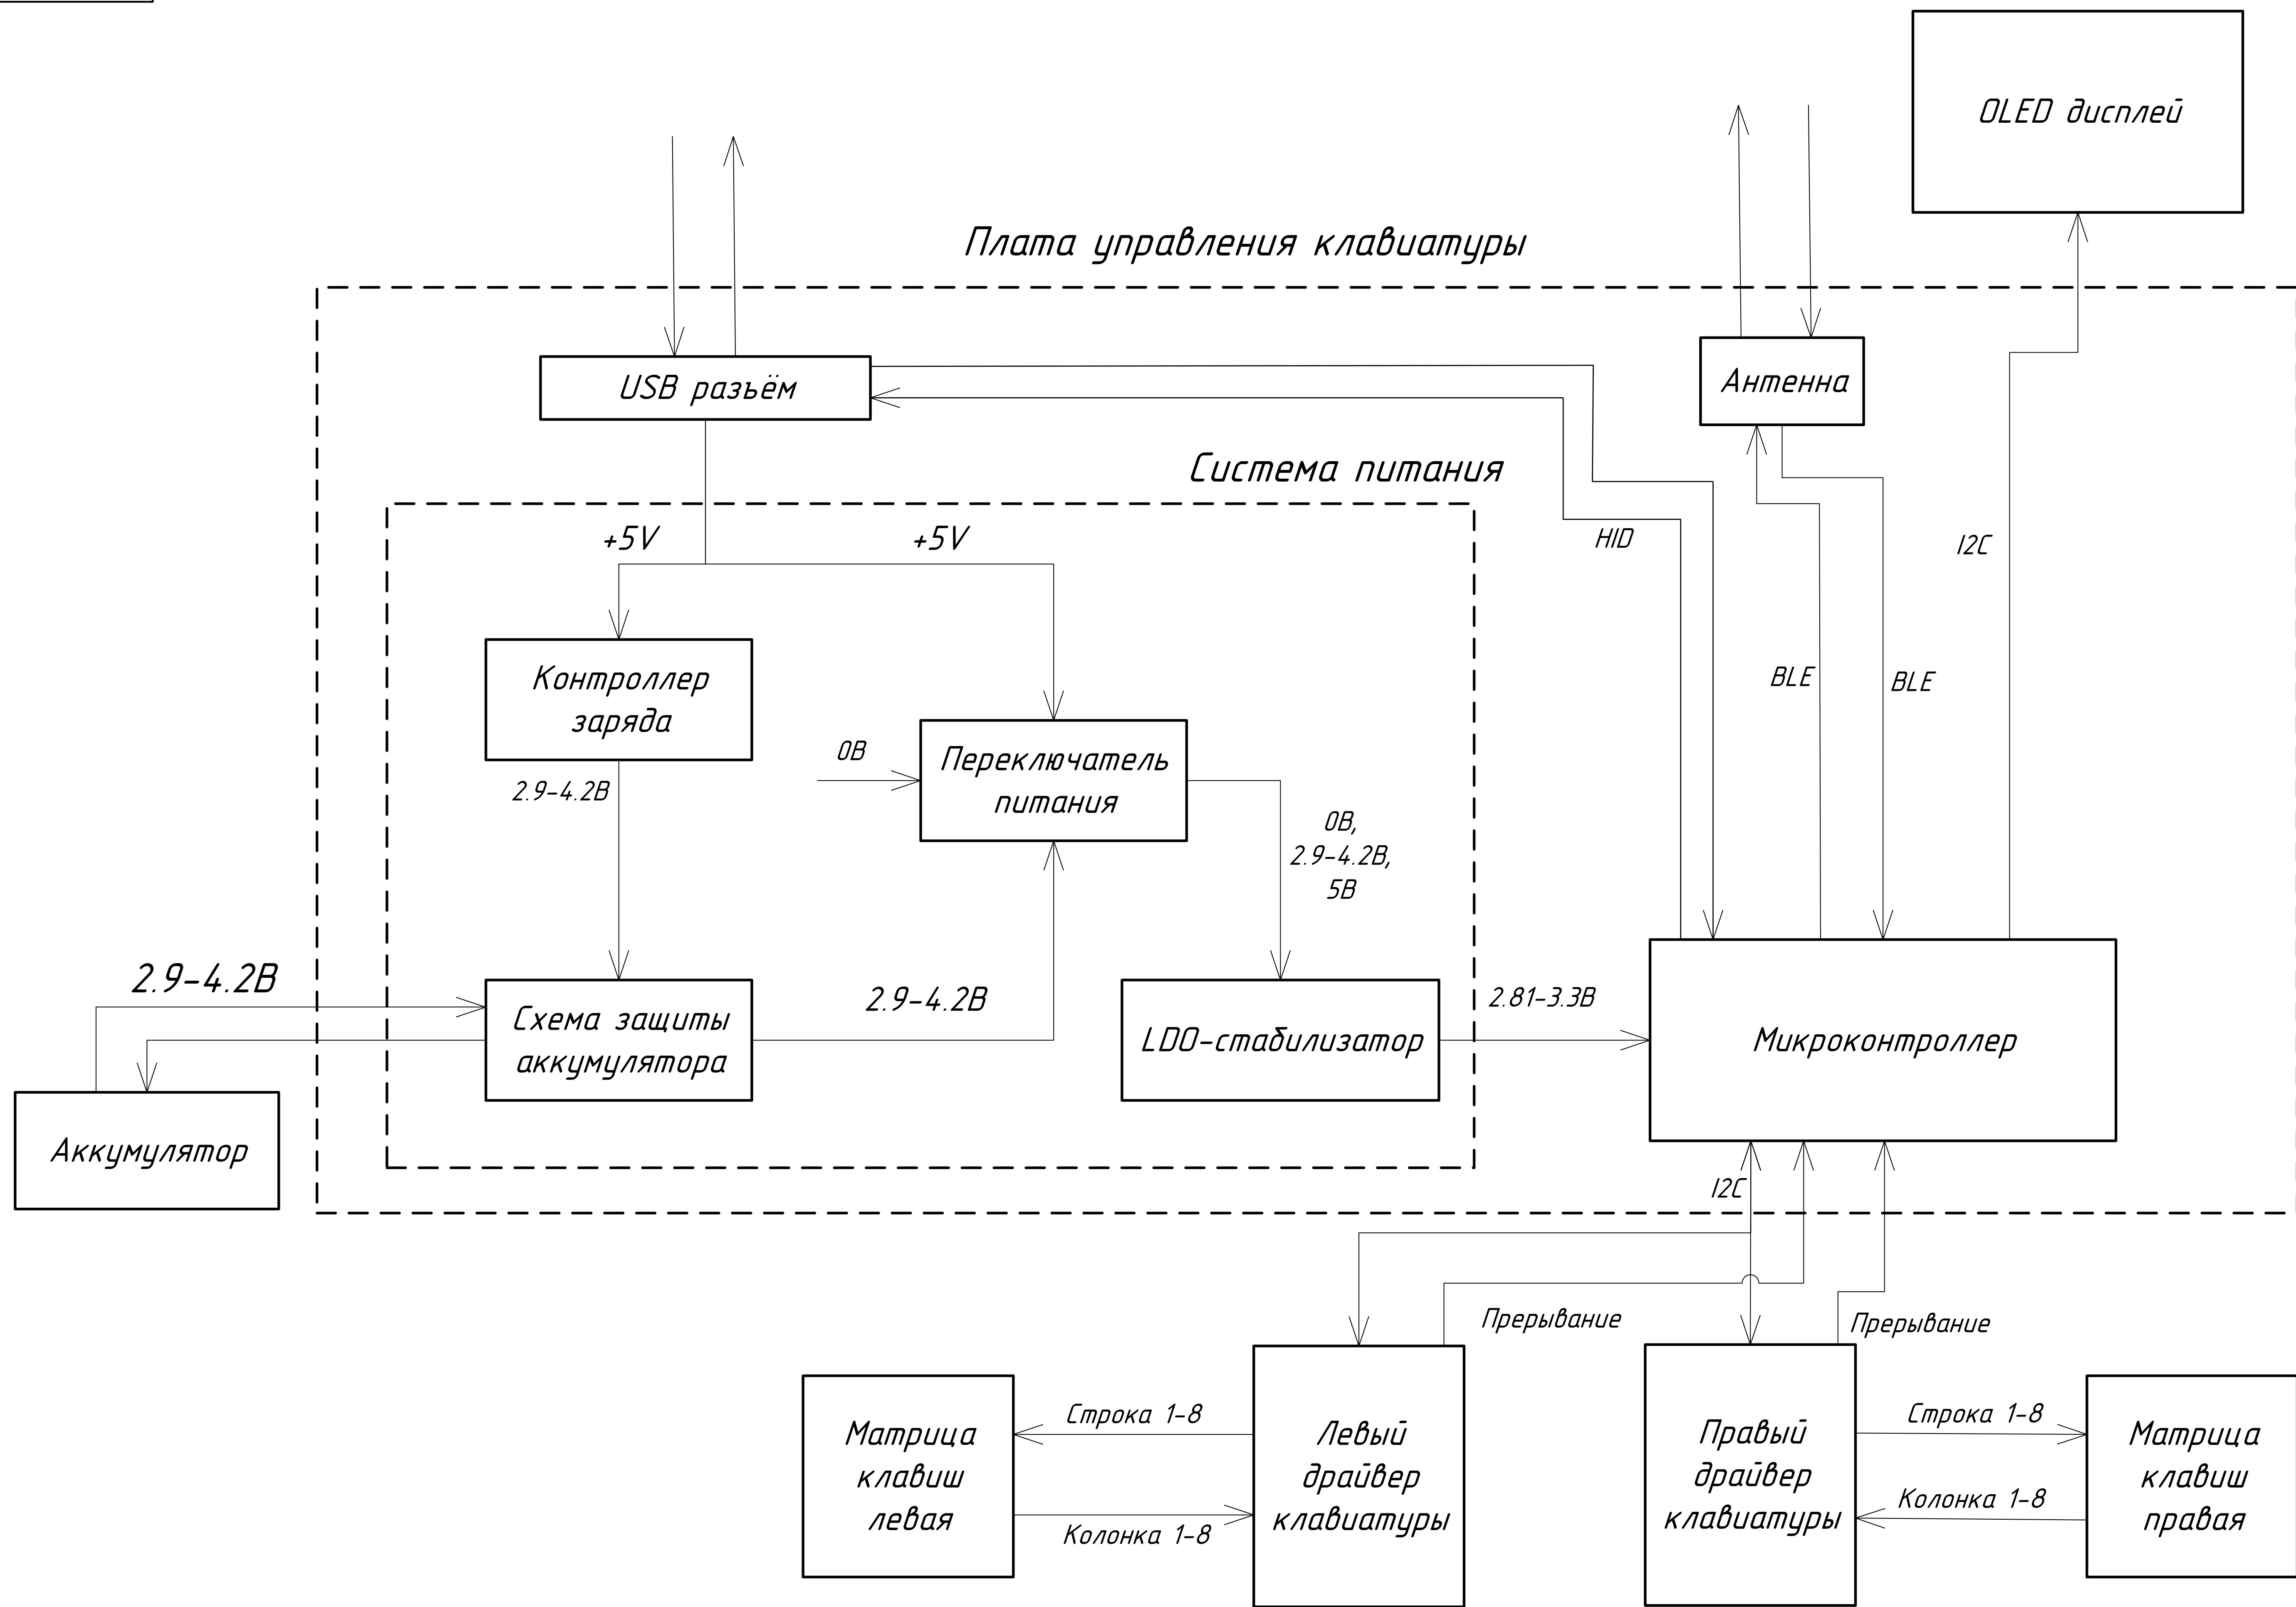 OLED дисплей
Плата управления клавиатуры
USB разъём
Антенна
Система питания
+5V
+5V
HID
I2C
BLE
BLE
Контроллер
заряда
0В
Переключатель
питания
2.9-4.2В
0В,
2.9-4.2В,
5В
2.9-4.2В
2.9-4.2В
2.81-3.3В
Схема защиты
аккумулятора
LDO-стабилизатор
Микроконтроллер
Аккумулятор
I2C
Прерывание
Прерывание
Матрица
клавиш
левая
Строка 1-8
Колонка 1-8
Левый
драйвер
клавиатуры
Правый
драйвер
клавиатуры
Строка 1-8
Колонка 1-8
Матрица
клавиш
правая